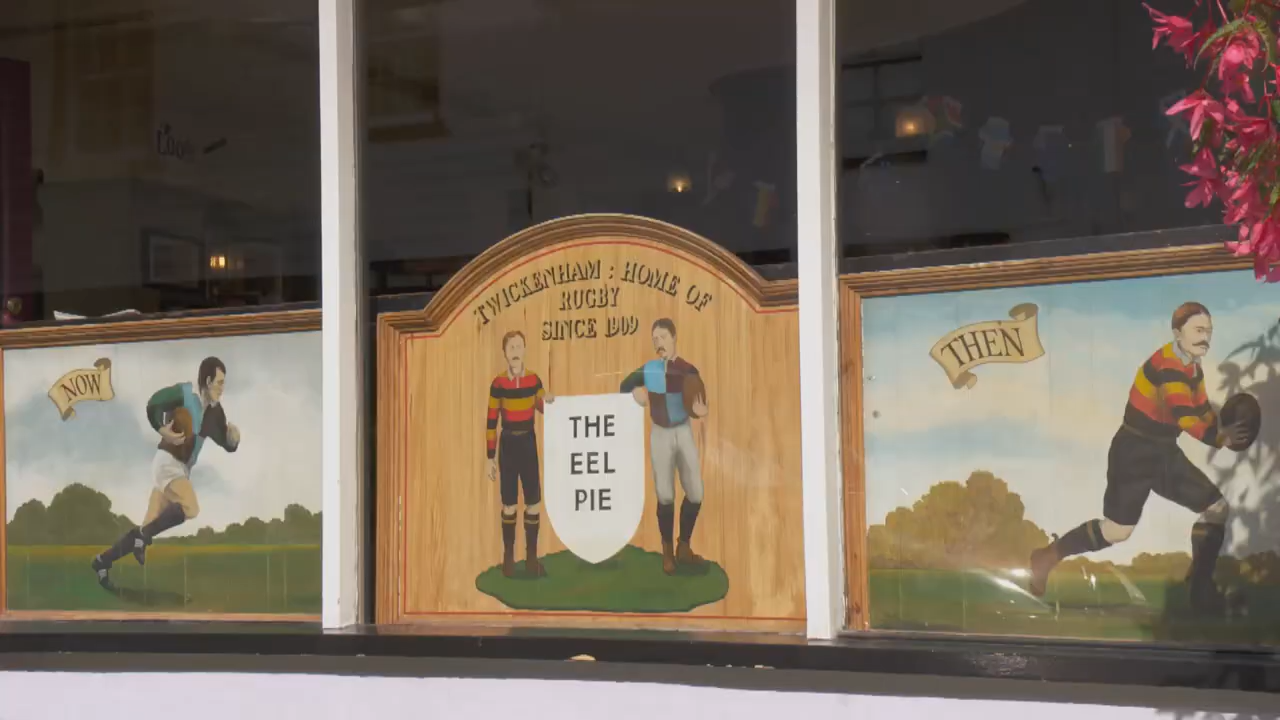 NOW
TWICKENHAM : HOME OF
RUGBY
SINCE 1909
THE
EEL
PIE
THEN